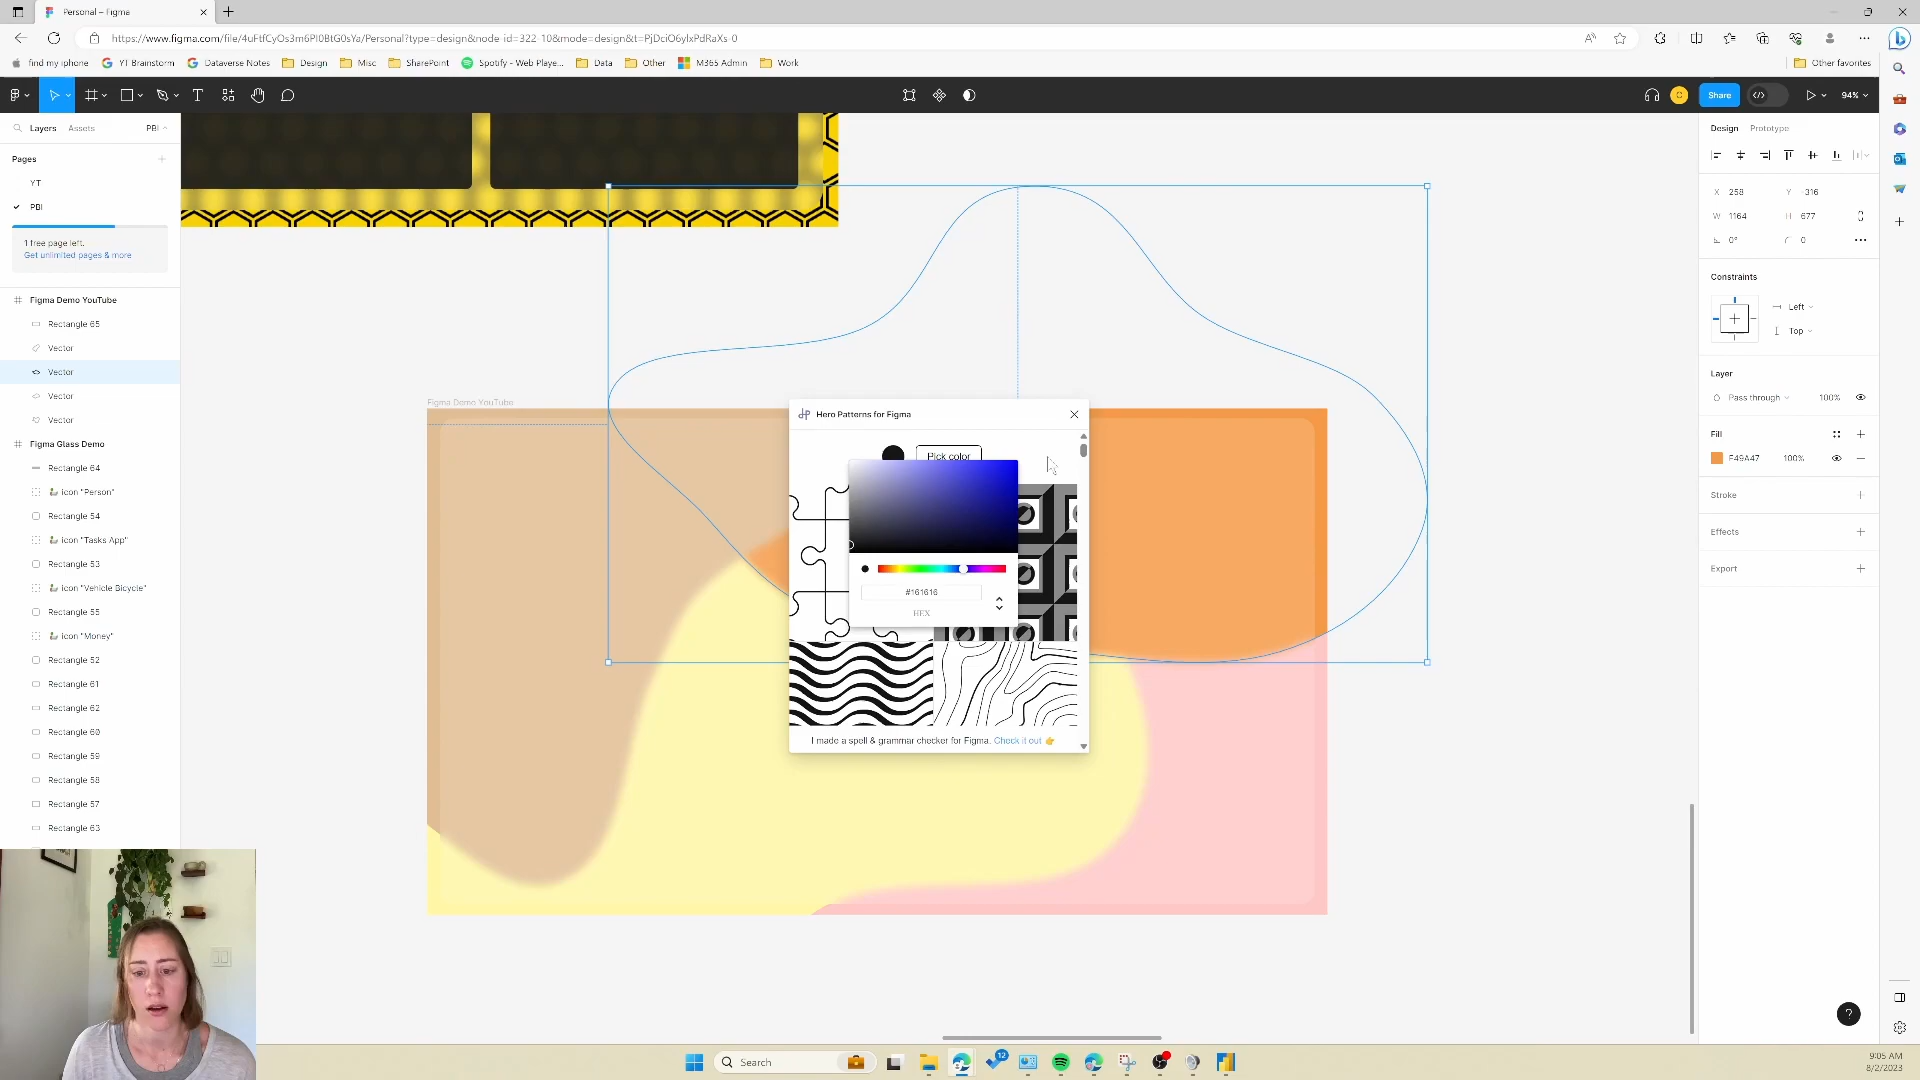 Personal – Figma
https://www.figma.com/file/4uFtfCyOs3m6PI0BtG0sYa/Personal?type=design&node-id=322-10&mode=design&t=PjDciO6ylxPdRaXs-0
find my iphone
YT Brainstorm
Dataverse Notes
Design
Misc
SharePoint
Spotify - Web Playe...
Data
Other
M365 Admin
Work
Other favorites
Share
94%
Layers
Assets
PBI
Design
Prototype
Pages
YT
PBI
1 free page left.
Get unlimited pages & more
Figma Demo YouTube
Rectangle 65
Vector
Vector
Vector
Vector
Figma Glass Demo
Rectangle 64
icon "Person"
Rectangle 54
icon "Tasks App"
Rectangle 53
icon "Vehicle Bicycle"
Rectangle 55
icon "Money"
Rectangle 52
Rectangle 61
Rectangle 62
Rectangle 60
Rectangle 59
Rectangle 58
Rectangle 57
Rectangle 63
Figma Demo YouTube
Hero Patterns for Figma
Pick color
#161616
HEX
I made a spell & grammar checker for Figma. Check it out 👉
X 258 Y -316
W 1164 H 677
0° 0
Constraints
Left
Top
Layer
Pass through 100%
Fill
F49A47 100%
Stroke
Effects
Export
?
Search
12
9:05 AM
8/2/2023